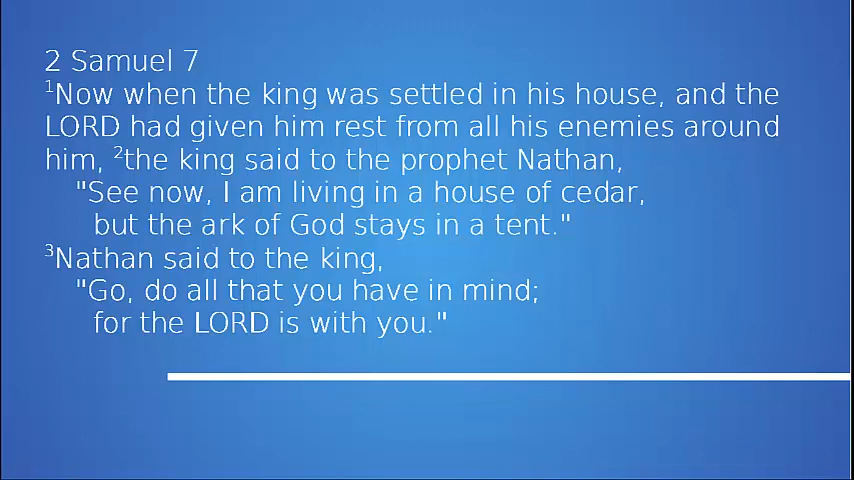 2 Samuel 7
¹Now when the king was settled in his house, and the
LORD had given him rest from all his enemies around
him, ²the king said to the prophet Nathan,
"See now, I am living in a house of cedar,
but the ark of God stays in a tent."
³Nathan said to the king,
"Go, do all that you have in mind;
for the LORD is with you."